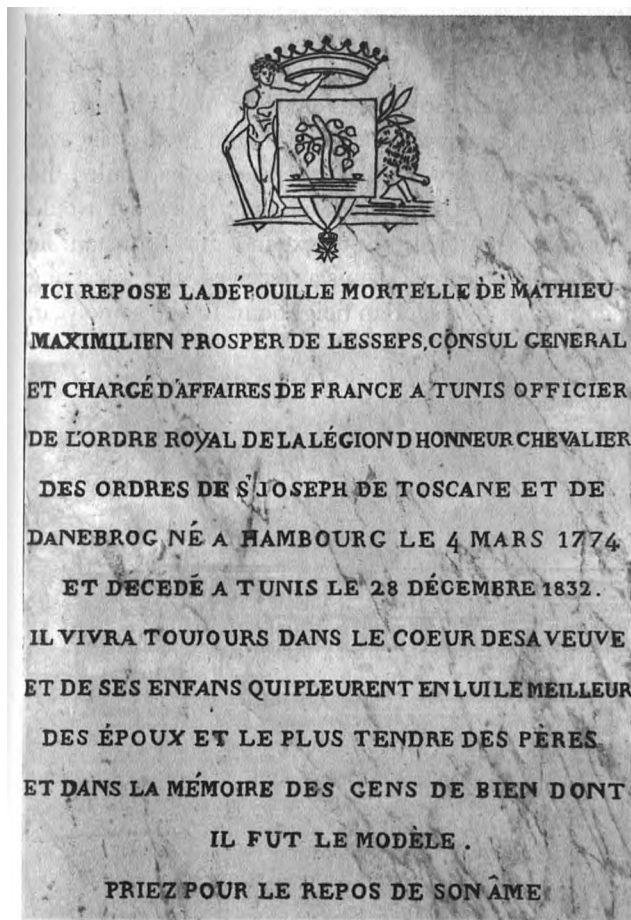 ICI REPOSE LA DÉPOUILLE MORTELLE DE MATHIEU
MAXIMILIEN PROSPER DE LESSEPS, CONSUL GENERAL
ET CHARGÉ D'AFFAIRES DE FRANCE A TUNIS OFFICIER
DE L'ORDRE ROYAL DE LA LÉGION D HONNEUR CHEVALIER
DES ORDRES DE ST JOSEPH DE TOSCANE ET DE
DANEBROG NÉ A HAMBOURG LE 4 MARS 1774
ET DECEDÉ A TUNIS LE 28 DÉCEMBRE 1832.
IL VIVRA TOUJOURS DANS LE COEUR DE SA VEUVE
ET DE SES ENFANS QUI PLEURENT EN LUI LE MEILLEUR
DES ÉPOUX ET LE PLUS TENDRE DES PÈRES
ET DANS LA MÉMOIRE DES GENS DE BIEN DONT
IL FUT LE MODÈLE.
PRIEZ POUR LE REPOS DE SON ÂME